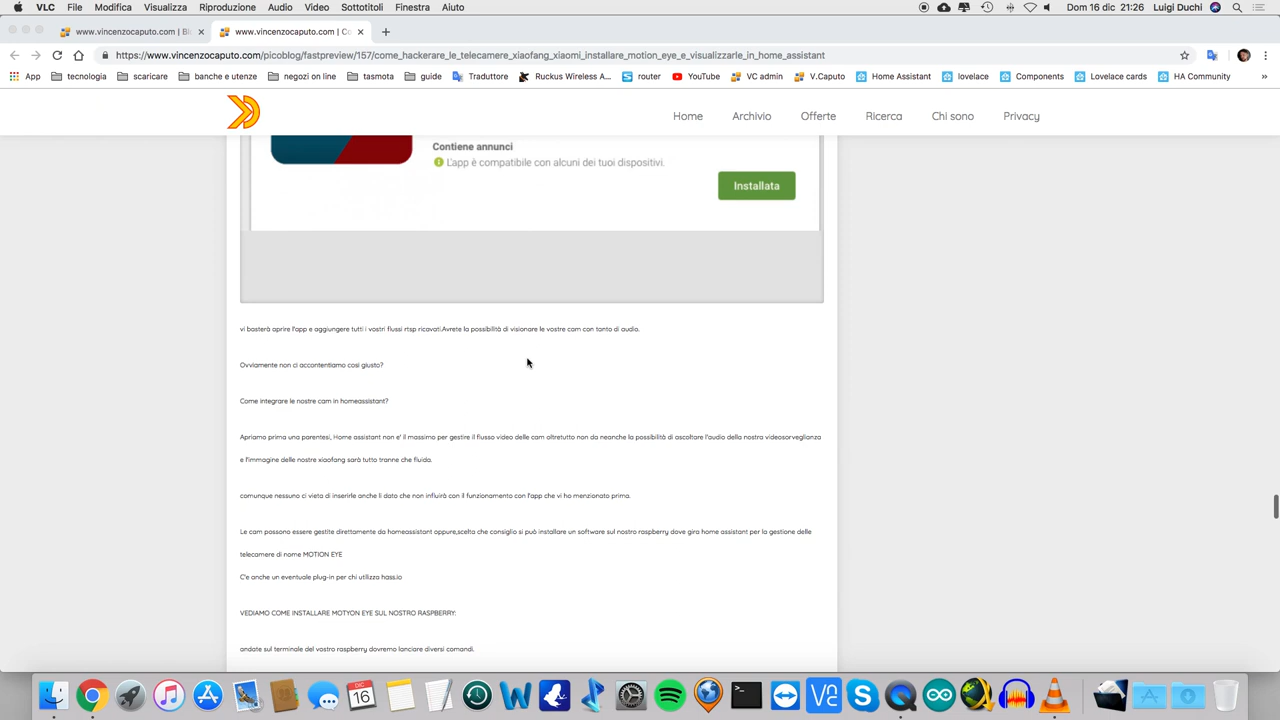 VLC File Modifica Visualizza Riproduzione Audio Video Sottotitoli Finestra Aiuto Dom 16 dic 21:26 Luigi Duchi
www.vincenzocaputo.com | Blo
www.vincenzocaputo.com | Co
https://www.vincenzocaputo.com/picoblog/fastpreview/157/come_hackerare_le_telecamere_xiaofang_xiaomi_installare_motion_eye_e_visualizzarle_in_home_assistant
App tecnologia scaricare banche e utenze negozi on line tasmota guide Traduttore Ruckus Wireless A... router YouTube VC admin V.Caputo Home Assistant lovelace Components Lovelace cards HA Community »
Home Archivio Offerte Ricerca Chi sono Privacy
Contiene annunci
L'app è compatibile con alcuni dei tuoi dispositivi.
Installata
vi basterà aprire l'app e aggiungere tutti i vostri flussi rtsp ricavati.Avrete la possibilità di visionare le vostre cam con tanto di audio.
Ovviamente non ci accontentiamo cosi giusto?
Come integrare le nostre cam in homeassistant?
Apriamo prima una parentesi, Home assistant non e' il massimo per gestire il flusso video delle cam oltretutto non da neanche la possibilità di ascoltare l'audio della nostra videosorveglianza
e l'immagine delle nostre xiaofang sarà tutto tranne che fluida.
comunque nessuno ci vieta di inserirle anche li dato che non influirà con il funzionamento con l'app che vi ho menzionato prima.
Le cam possono essere gestite direttamente da homeassistant oppure,scelta che consiglio si può installare un software sul nostro raspberry dove gira home assistant per la gestione delle
telecamere di nome MOTION EYE
C'e anche un eventuale plug-in per chi utilizza hass.io
VEDIAMO COME INSTALLARE MOTYON EYE SUL NOSTRO RASPBERRY:
andate sul terminale del vostro raspberry dovremo lanciare diversi comandi.
DIC
16